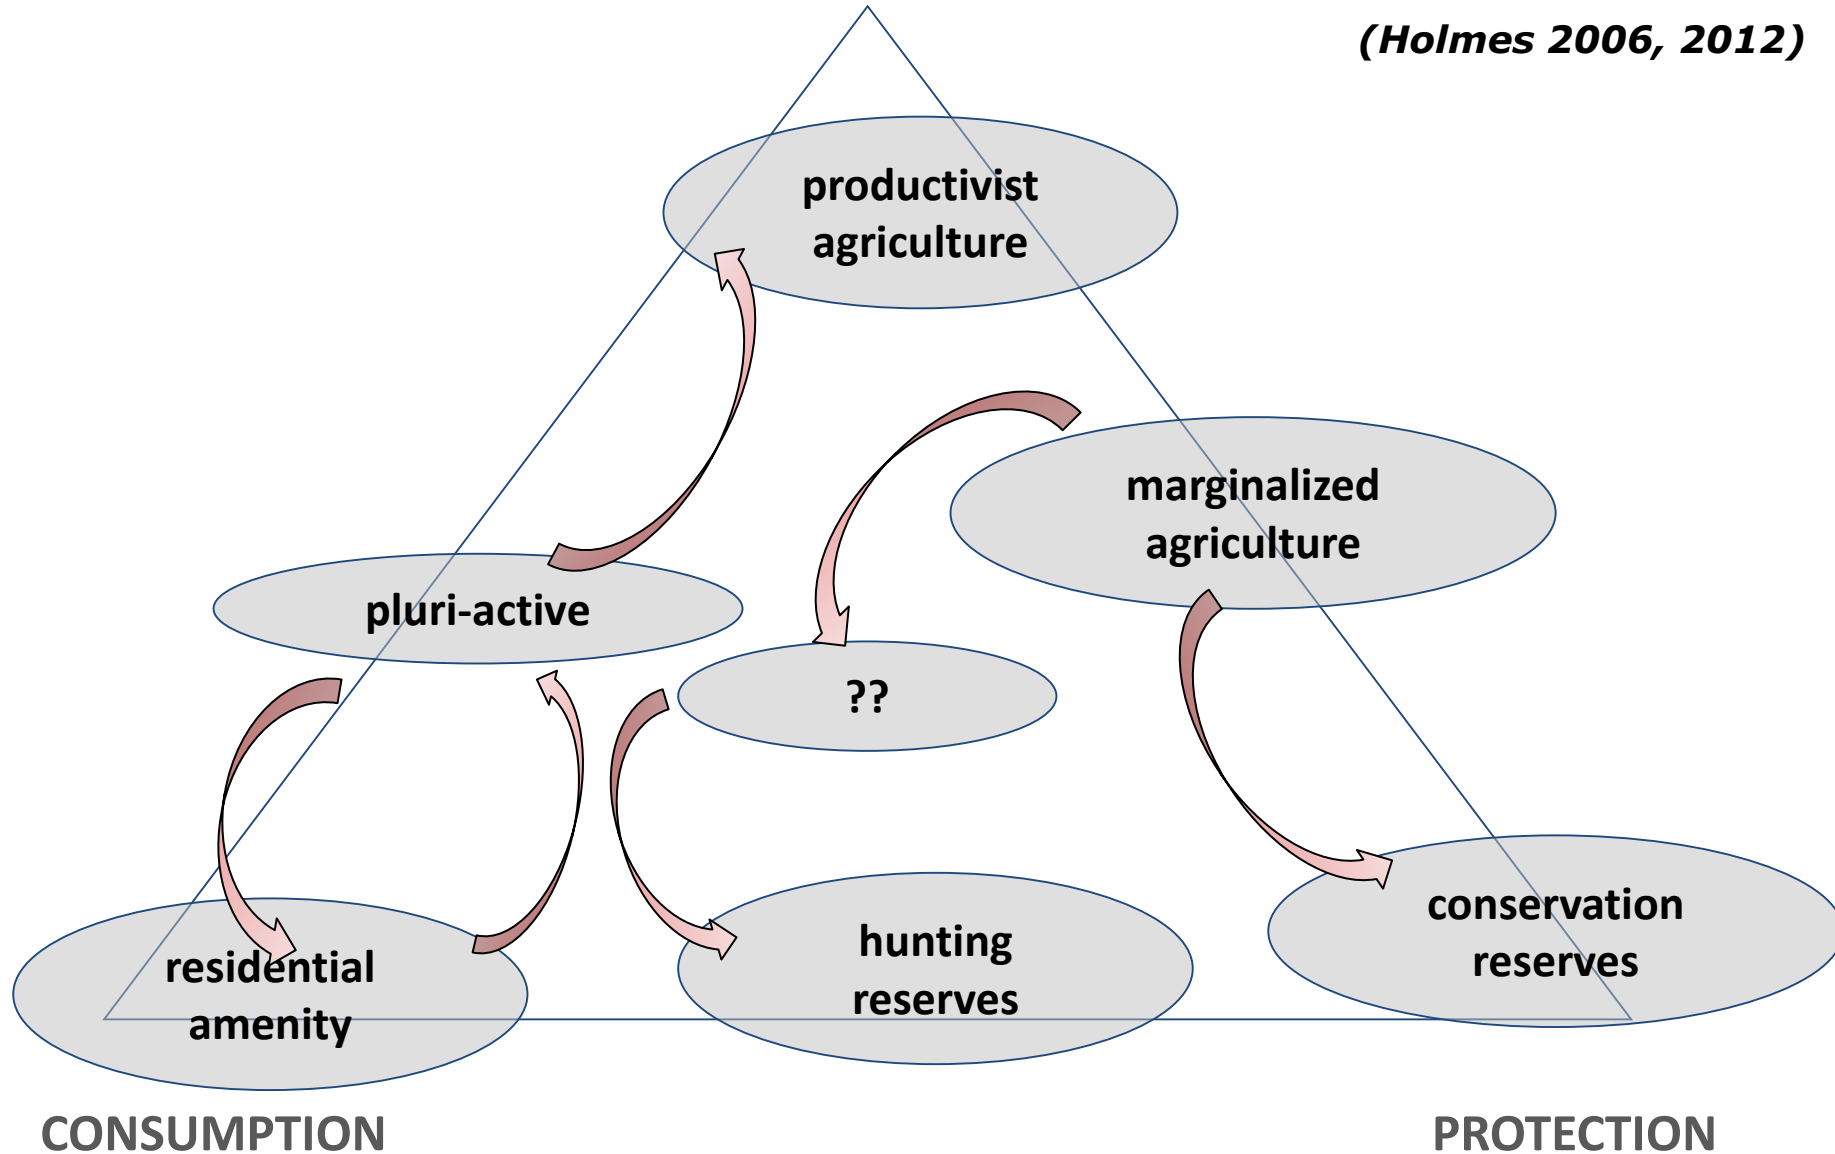 (Holmes 2006, 2012)
productivist
agriculture
marginalized
agriculture
pluri-active
??
residential
amenity
hunting
reserves
conservation
reserves
CONSUMPTION
PROTECTION